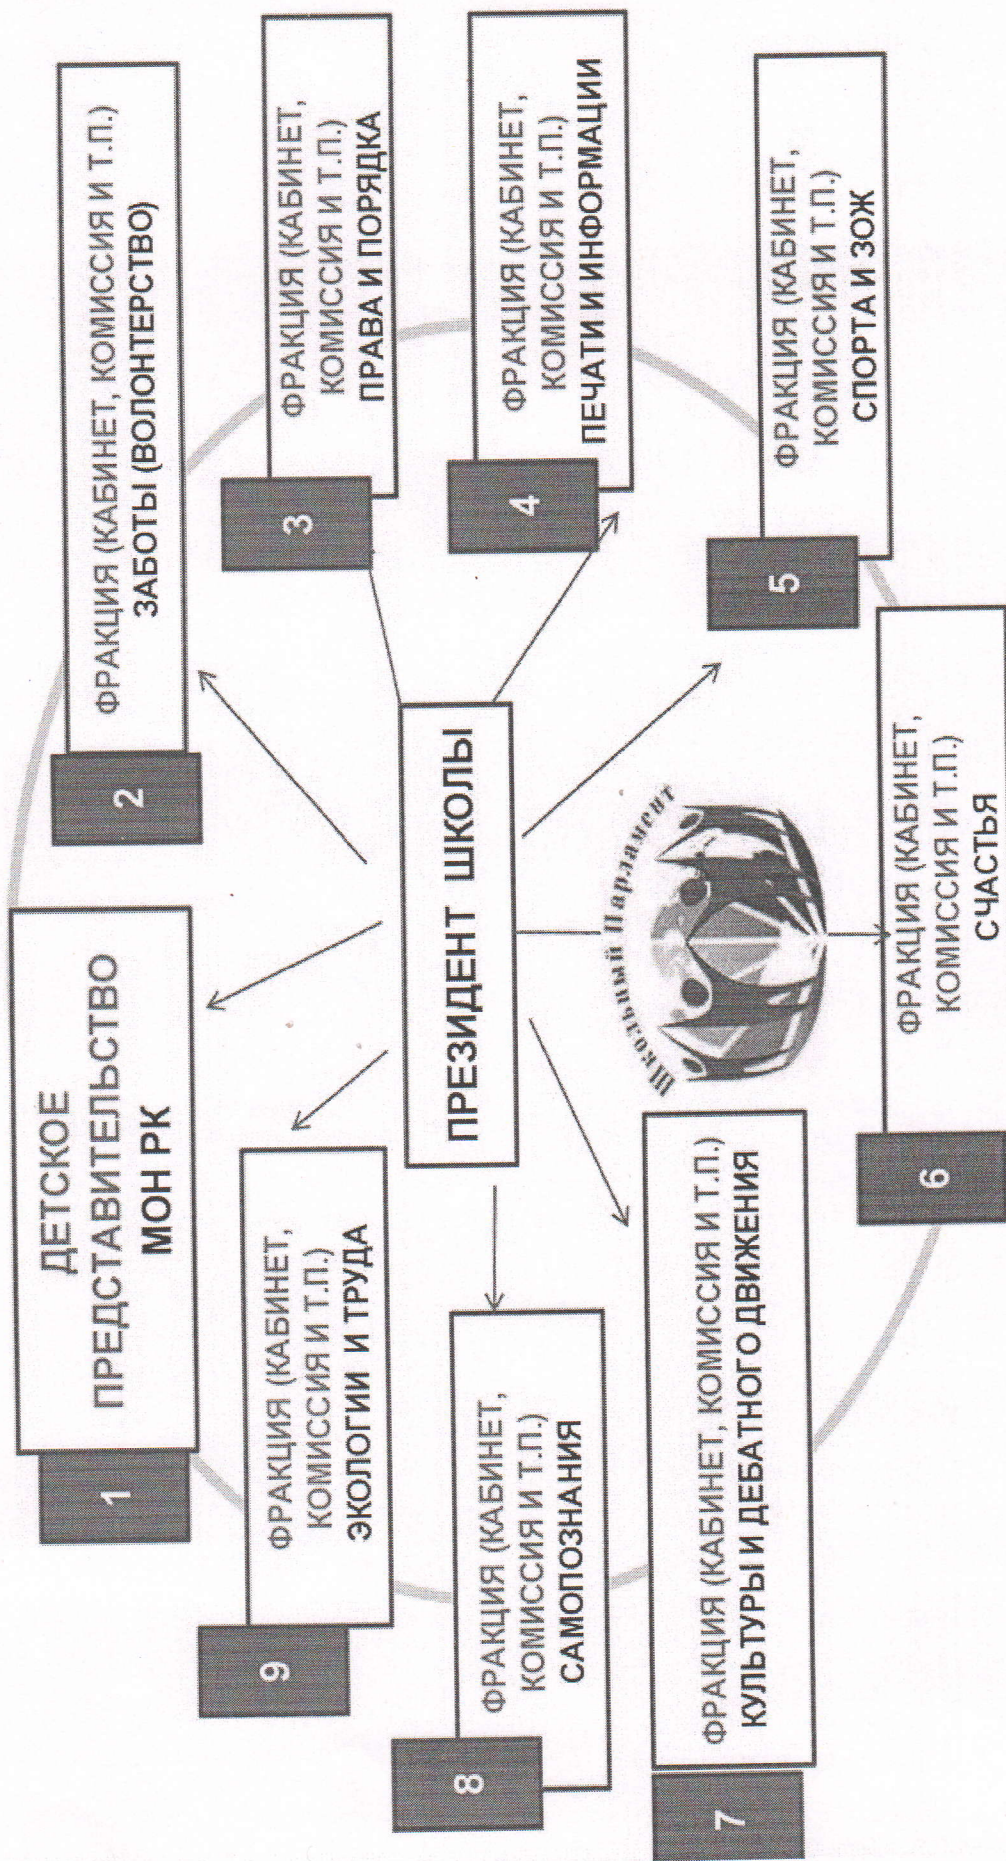 1
ДЕТСКОЕ
ПРЕДСТАВИТЕЛЬСТВО
МОН РК
2
ФРАКЦИЯ (КАБИНЕТ, КОМИССИЯ И Т.П.)
ЗАБОТЫ (ВОЛОНТЕРСТВО)
3
ФРАКЦИЯ (КАБИНЕТ,
КОМИССИЯ И Т.П.)
ПРАВА И ПОРЯДКА
4
ФРАКЦИЯ (КАБИНЕТ,
КОМИССИЯ И Т.П.)
ПЕЧАТИ И ИНФОРМАЦИИ
5
ФРАКЦИЯ (КАБИНЕТ,
КОМИССИЯ И Т.П.)
СПОРТА И ЗОЖ
6
ФРАКЦИЯ (КАБИНЕТ,
КОМИССИЯ И Т.П.)
СЧАСТЬЯ
7
ФРАКЦИЯ (КАБИНЕТ, КОМИССИЯ И Т.П.)
КУЛЬТУРЫ И ДЕБАТНОГО ДВИЖЕНИЯ
8
ФРАКЦИЯ (КАБИНЕТ,
КОМИССИЯ И Т.П.)
САМОПОЗНАНИЯ
9
ФРАКЦИЯ (КАБИНЕТ,
КОМИССИЯ И Т.П.)
ЭКОЛОГИИ И ТРУДА
ПРЕЗИДЕНТ ШКОЛЫ
Школьный Парламент